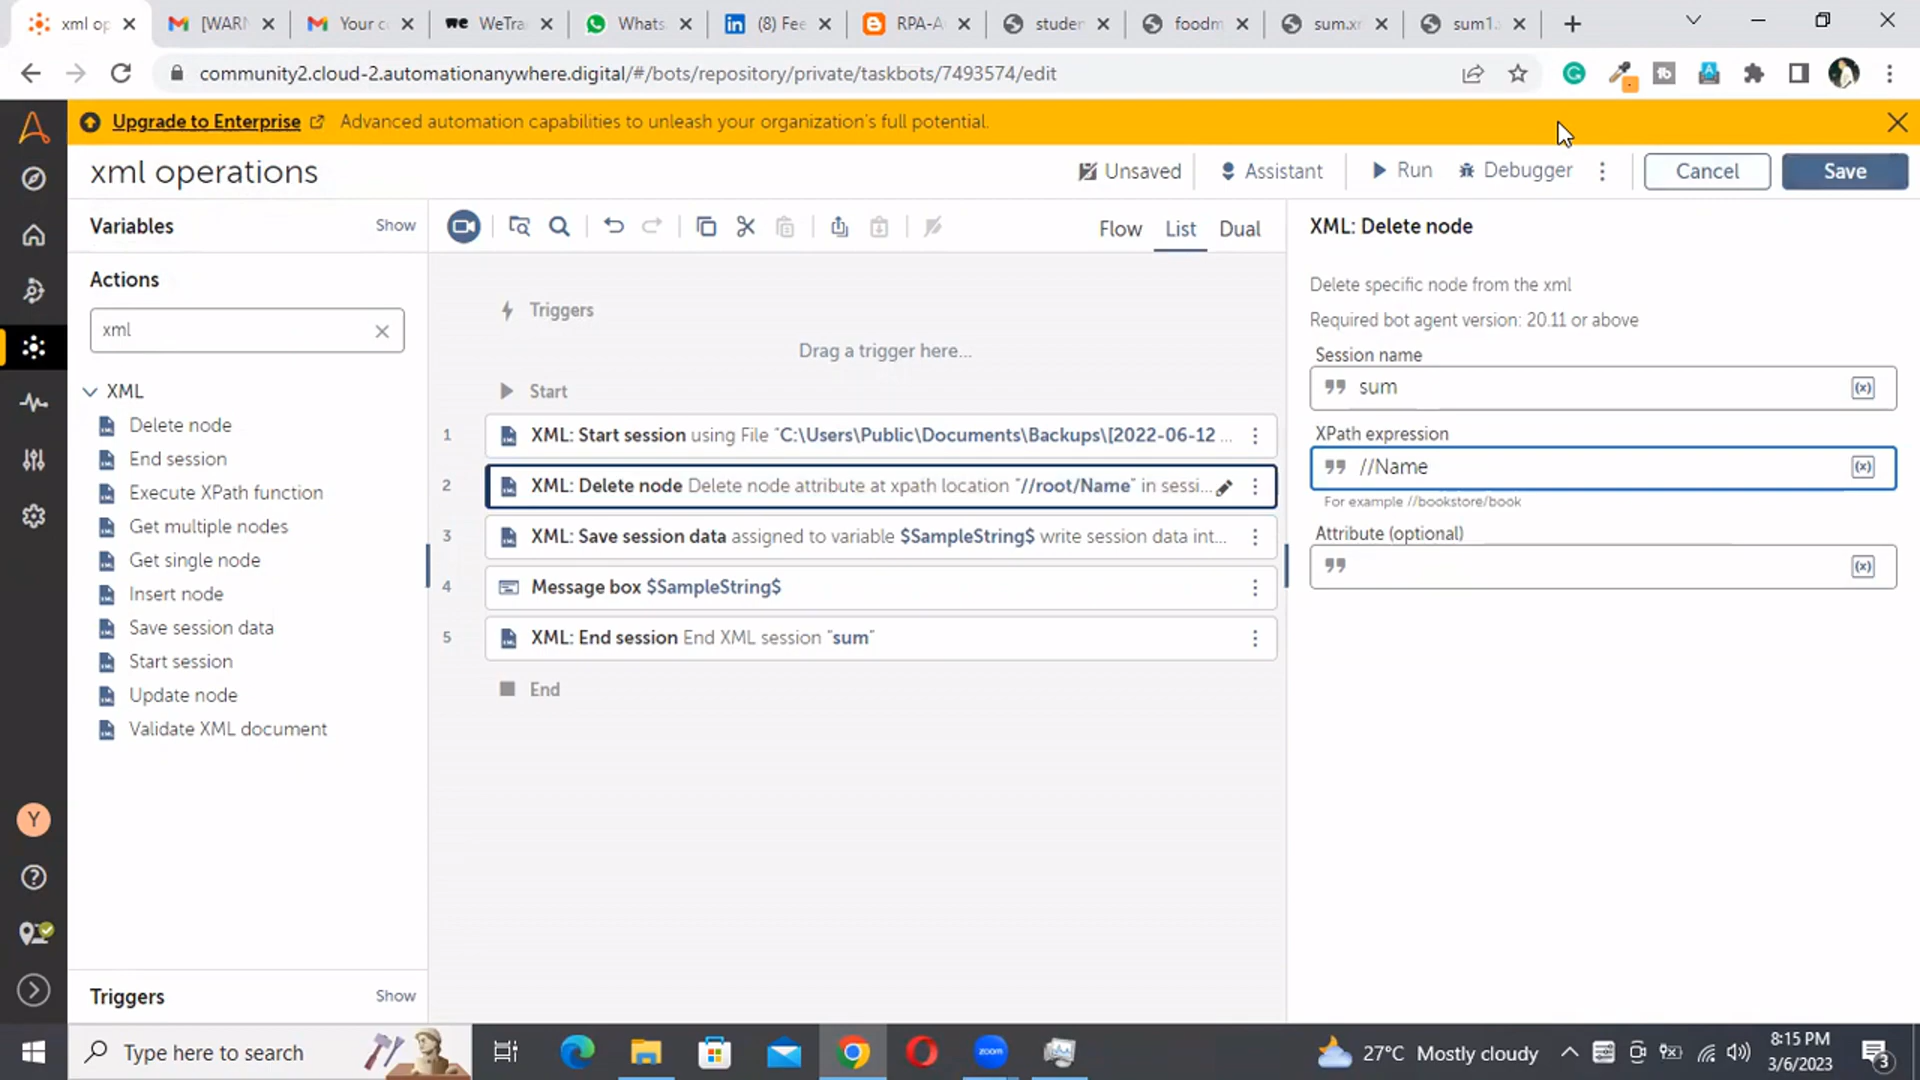 xml op
[WARN
Your c
WeTra
Whats
(8) Fee
RPA-A
studen
foodm
sum.xm
sum1.
community2.cloud-2.automationanywhere.digital/#/bots/repository/private/taskbots/7493574/edit
Upgrade to Enterprise Advanced automation capabilities to unleash your organization's full potential.
xml operations
Unsaved
Assistant
Run
Debugger
Cancel
Save
Variables
Show
Actions
xml
XML
Delete node
End session
Execute XPath function
Get multiple nodes
Get single node
Insert node
Save session data
Start session
Update node
Validate XML document
Triggers
Show
Flow
List
Dual
Triggers
Drag a trigger here...
Start
1 XML: Start session using File "C:\Users\Public\Documents\Backups\[2022-06-12 ...
2 XML: Delete node Delete node attribute at xpath location "//root/Name" in sessi...
3 XML: Save session data assigned to variable $SampleString$ write session data int...
4 Message box $SampleString$
5 XML: End session End XML session "sum"
End
XML: Delete node
Delete specific node from the xml
Required bot agent version: 20.11 or above
Session name
sum
(x)
XPath expression
//Name
(x)
For example //bookstore/book
Attribute (optional)
(x)
Y
Type here to search
zoom
27°C Mostly cloudy
8:15 PM
3/6/2023
3